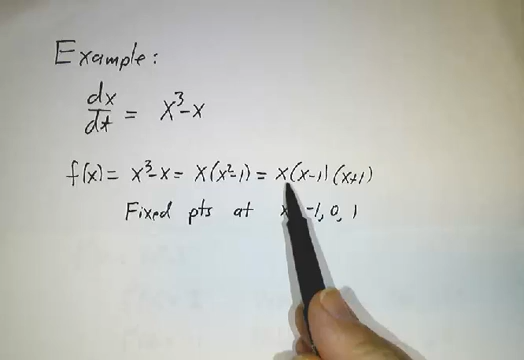 Example:
dx/dt = x³-x
f(x) = x³-x = x(x²-1) = x(x-1)(x+1)
Fixed pts at x -1, 0, 1